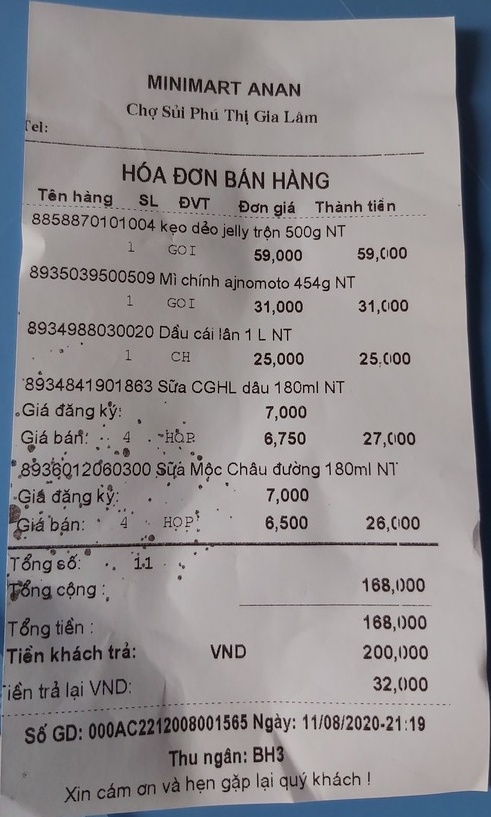 MINIMART ANAN
Chợ Sủi Phú Thị Gia Lâm
Tel:
HÓA ĐƠN BÁN HÀNG
Tên hàng SL ĐVT Đơn giá Thành tiền
8858870101004 kẹo dẻo jelly trộn 500g NT
1 GOI 59,000 59,000
8935039500509 Mì chính ajnomoto 454g NT
1 GOI 31,000 31,000
8934988030020 Dầu cái lân 1 L NT
1 CH 25,000 25,000
8934841901863 Sữa CGHL dâu 180ml NT
Giá đăng ký: 7,000
Giá bán: 4 HOP 6,750 27,000
8936012060300 Sữa Mộc Châu đường 180ml NT
Giá đăng ký: 7,000
Giá bán: 4 HOP 6,500 26,000
Tổng số: 11
Tổng cộng : 168,000
Tổng tiền : 168,000
Tiền khách trả: VND 200,000
Tiền trả lại VND: 32,000
Số GD: 000AC2212008001565 Ngày: 11/08/2020-21:19
Thu ngân: BH3
Xin cám ơn và hẹn gặp lại quý khách !